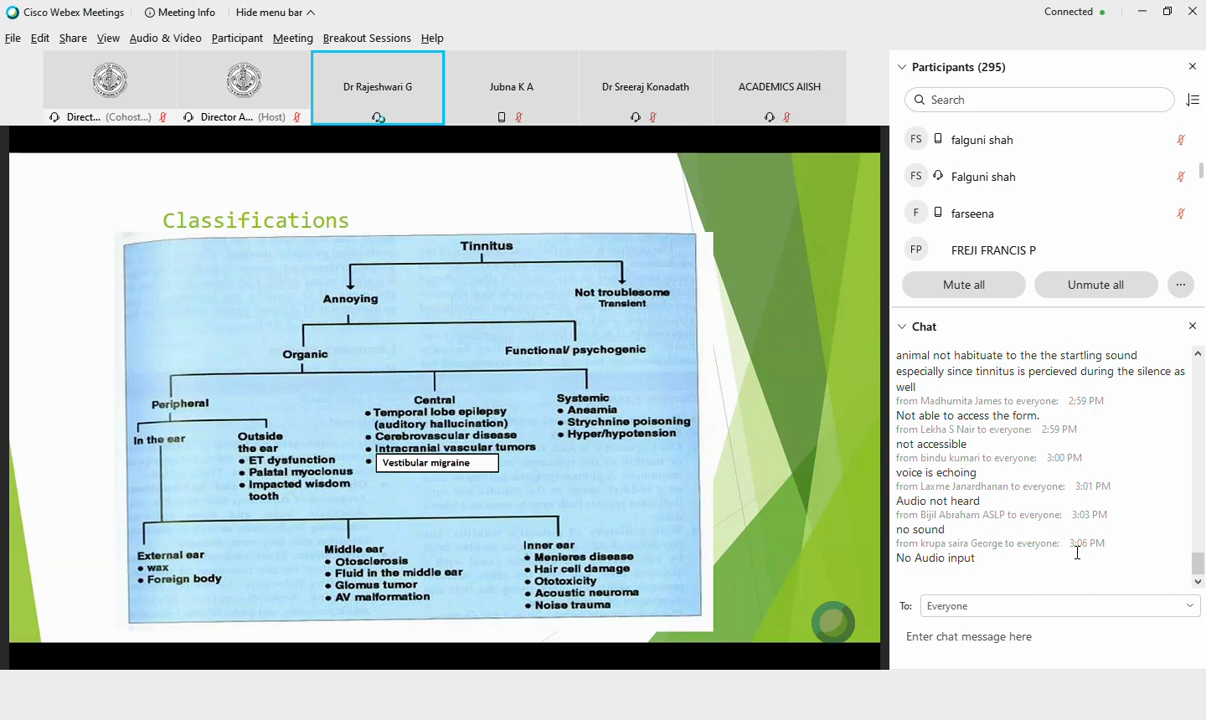 Cisco Webex Meetings
Meeting Info
Hide menu bar
Connected
File Edit Share View Audio & Video Participant Meeting Breakout Sessions Help
Direct... (Cohost...)
Director A... (Host)
Dr Rajeshwari G
Jubna K A
Dr Sreeraj Konadath
ACADEMICS AIISH
Classifications
Tinnitus
Annoying
Not troublesome
Transient
Organic
Functional/ psychogenic
Peripheral
Central
• Temporal lobe epilepsy
(auditory hallucination)
• Cerebrovascular disease
• Intracranial vascular tumors
•
Vestibular migraine
Systemic
• Aneamia
• Strychnine poisoning
• Hyper/hypotension
In the ear
Outside
the ear
• ET dysfunction
• Palatal myoclonus
• Impacted wisdom
tooth
External ear
• wax
• Foreign body
Middle ear
• Otosclerosis
• Fluid in the middle ear
• Glomus tumor
• AV malformation
Inner ear
• Menieres disease
• Hair cell damage
• Ototoxicity
• Acoustic neuroma
• Noise trauma
Participants (295)
Search
FS falguni shah
FS Falguni shah
F farseena
FP FREJI FRANCIS P
Mute all
Unmute all
...
Chat
animal not habituate to the the startling sound
especially since tinnitus is percieved during the silence as
well
from Madhumita James to everyone: 2:59 PM
Not able to access the form.
from Lekha S Nair to everyone: 2:59 PM
not accessible
from bindu kumari to everyone: 3:00 PM
voice is echoing
from Laxme Janardhanan to everyone: 3:01 PM
Audio not heard
from Bijil Abraham ASLP to everyone: 3:03 PM
no sound
from krupa saira George to everyone: 3:06 PM
No Audio input
To: Everyone
Enter chat message here